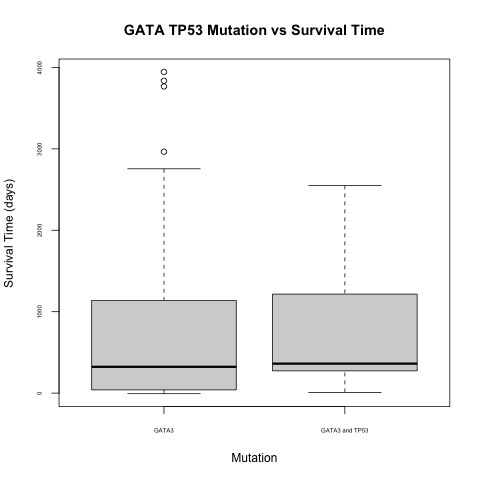 GATA TP53 Mutation vs Survival Time
Survival Time (days)
4000
3000
2000
1000
0
GATA3
GATA3 and TP53
Mutation